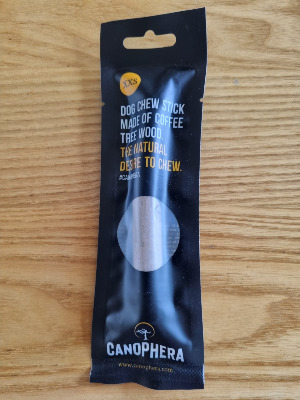 XXS
DOG CHEW STICK
MADE OF COFFEE
TREE WOOD.
THE NATURAL
DESIRE TO CHEW.
CANOPHERA
www.canophera.com